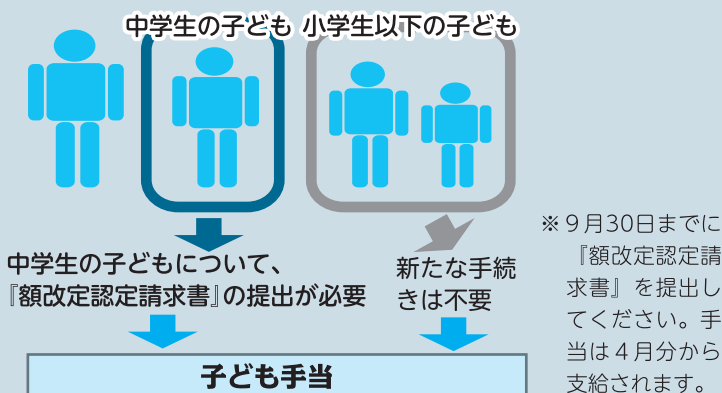 中学生の子ども 小学生以下の子ども
中学生の子どもについて、
『額改定認定請求書』の提出が必要
新たな手続
きは不要
子ども手当
※９月30日までに
『額改定認定請
求書』を提出し
てください。手
当は４月分から
支給されます。